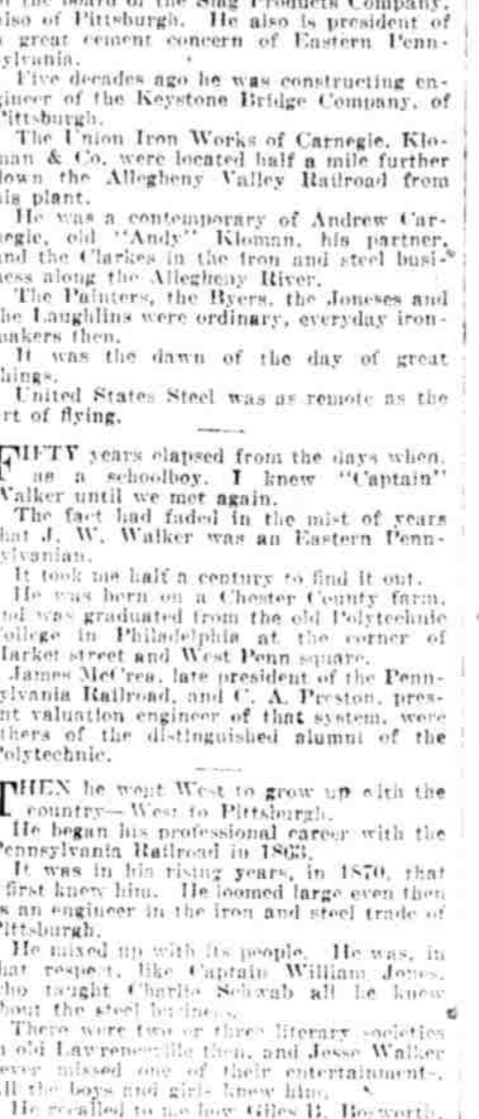 of the board of the Slag Products Company,
also of Pittsburgh. He also is president of
a great cement concern of Eastern Penn-
sylvania.
Five decades ago he was constructing en-
gineer of the Keystone Bridge Company, of
Pittsburgh.
The Union Iron Works of Carnegie, Klo-
man & Co. were located half a mile further
down the Allegheny Valley Railroad from
his plant.
He was a contemporary of Andrew Car-
negie, old "Andy" Kloman, his partner,
and the Clarkes in the iron and steel busi-
ness along the Allegheny River.
The Painters, the Byers, the Joneses and
the Laughlins were ordinary, everyday iron-
makers then.
It was the dawn of the day of great
things.
United States Steel was as remote as the
art of flying.
FIFTY years elapsed from the days when,
as a schoolboy, I knew "Captain"
Walker until we met again.
The fact had faded in the mist of years
that J. W. Walker was an Eastern Penn-
sylvanian.
It took me half a century to find it out.
He was born on a Chester County farm,
and was graduated from the old Polytechnic
College in Philadelphia at the corner of
Market street and West Penn square.
James McCrea, late president of the Penn-
sylvania Railroad, and C. A. Preston, pres-
ent valuation engineer of that system, were
others of the distinguished alumni of the
Polytechnic.
THEN he went West to grow up with the
country—West to Pittsburgh.
He began his professional career with the
Pennsylvania Railroad in 1863.
It was in his rising years, in 1870, that
I first knew him. He loomed large even then
as an engineer in the iron and steel trade of
Pittsburgh.
He mixed up with its people. He was, in
that respect, like Captain William Jones,
who taught Charlie Schwab all he knew
about the steel business.
There were two or three literary societies
in old Lawrenceville then, and Jesse Walker
never missed one of their entertainments.
All the boys and girls knew him.
He recalled to me how Giles B. Bosworth,